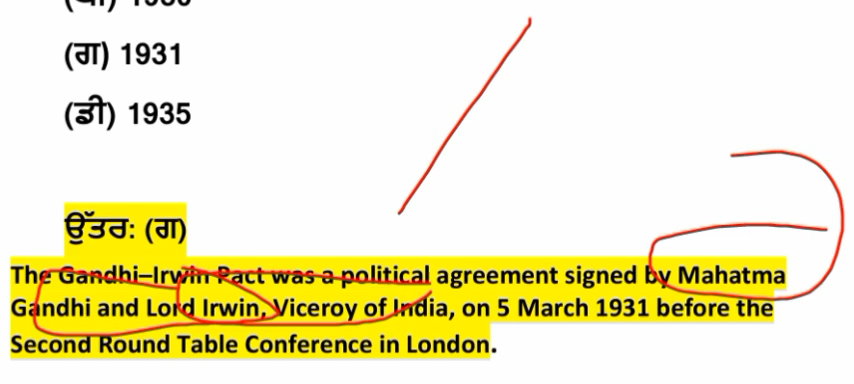 (ਗ) 1931
(ਡੀ) 1935
ਉੱਤਰ: (ਗ)
The Gandhi–Irwin Pact was a political agreement signed by Mahatma
Gandhi and Lord Irwin, Viceroy of India, on 5 March 1931 before the
Second Round Table Conference in London.